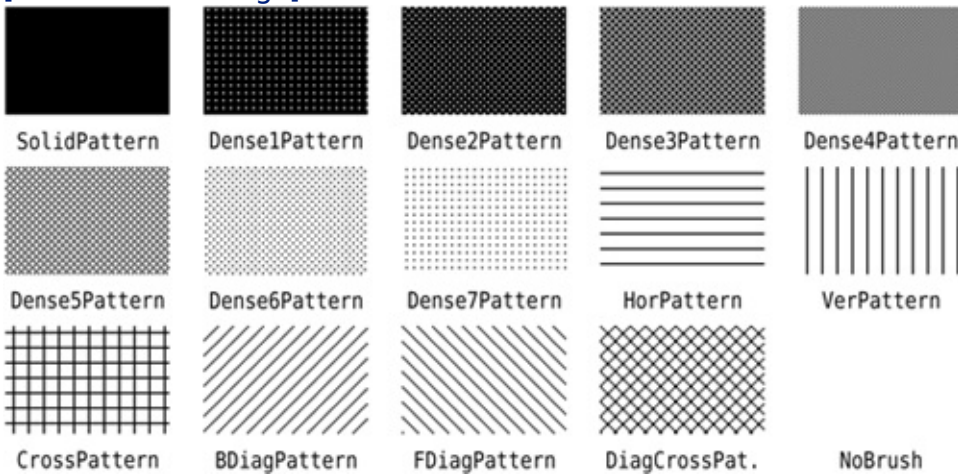 SolidPattern Dense1Pattern Dense2Pattern Dense3Pattern Dense4Pattern
Dense5Pattern Dense6Pattern Dense7Pattern HorPattern VerPattern
CrossPattern BDiagPattern FDiagPattern DiagCrossPat. NoBrush